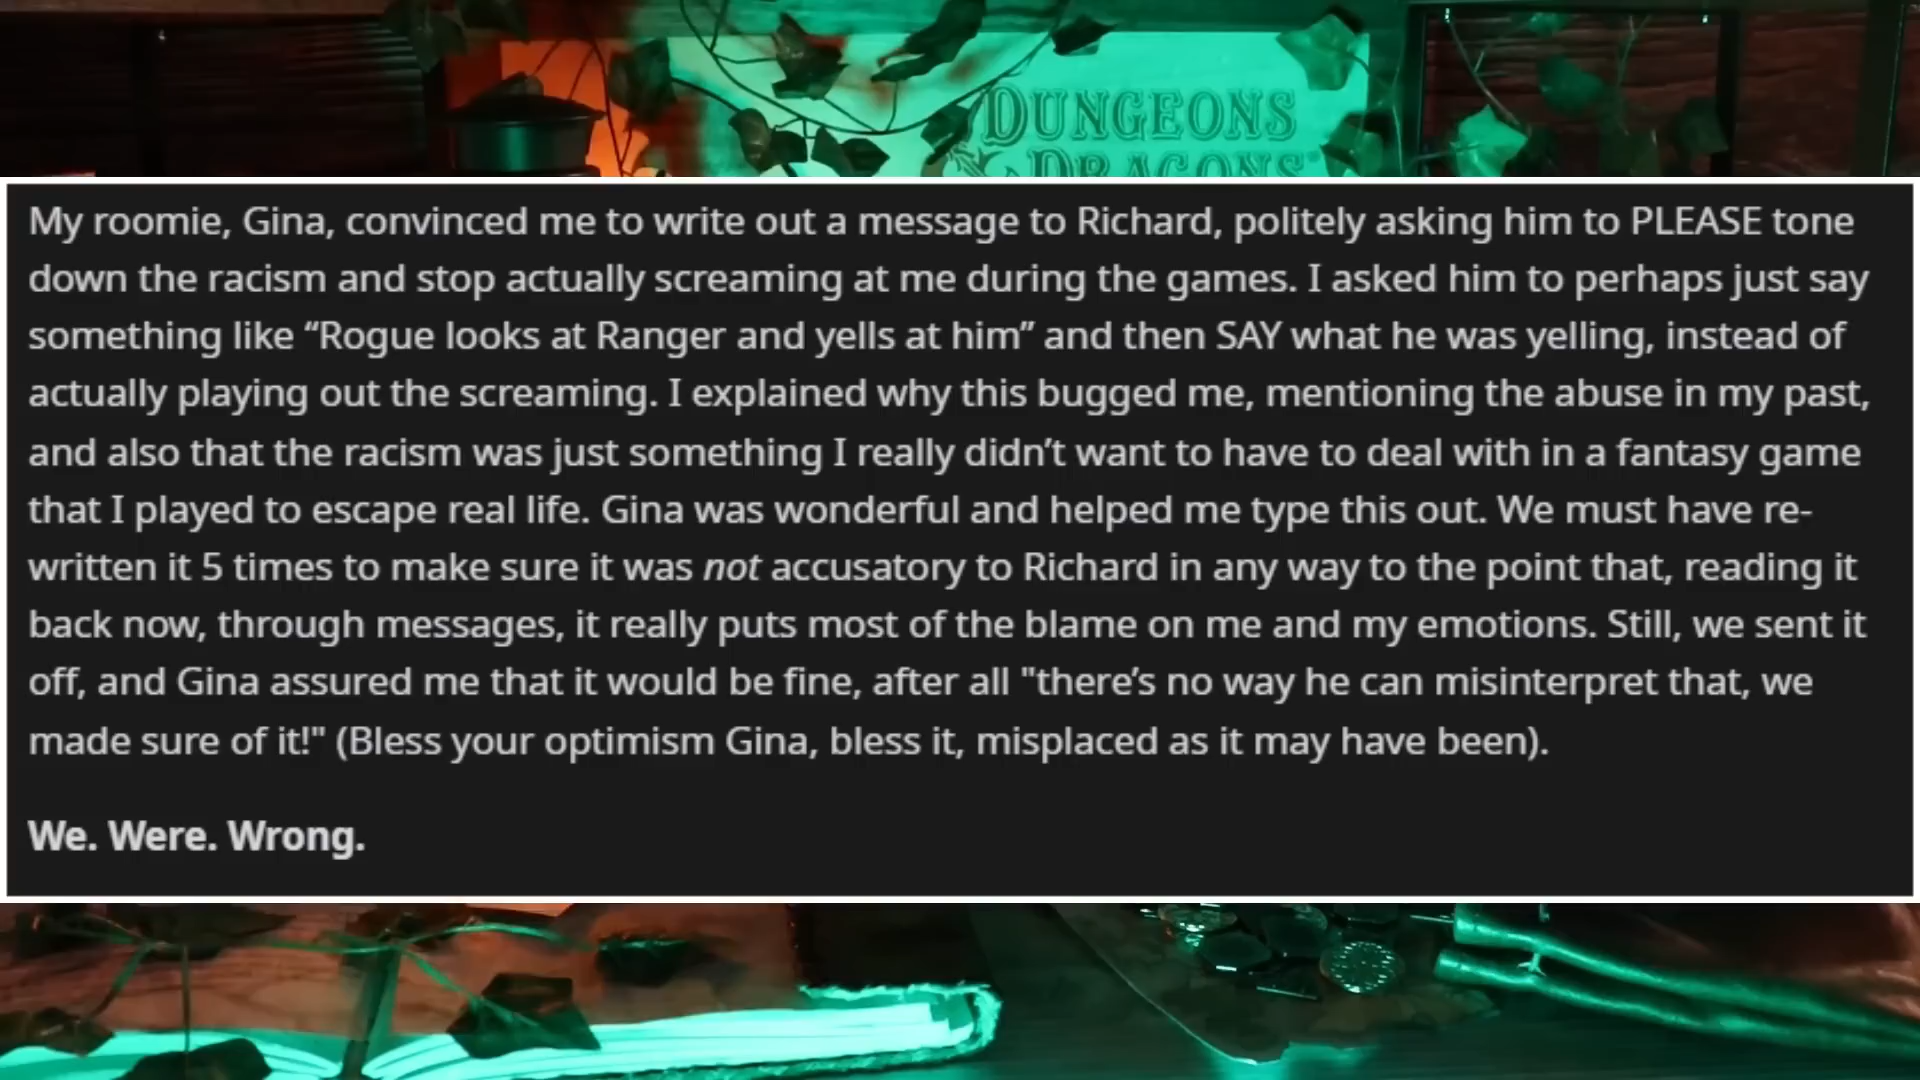 DUNGEONS
DRAGONS
My roomie, Gina, convinced me to write out a message to Richard, politely asking him to PLEASE tone
down the racism and stop actually screaming at me during the games. I asked him to perhaps just say
something like “Rogue looks at Ranger and yells at him” and then SAY what he was yelling, instead of
actually playing out the screaming. I explained why this bugged me, mentioning the abuse in my past,
and also that the racism was just something I really didn’t want to have to deal with in a fantasy game
that I played to escape real life. Gina was wonderful and helped me type this out. We must have re-
written it 5 times to make sure it was not accusatory to Richard in any way to the point that, reading it
back now, through messages, it really puts most of the blame on me and my emotions. Still, we sent it
off, and Gina assured me that it would be fine, after all "there’s no way he can misinterpret that, we
made sure of it!" (Bless your optimism Gina, bless it, misplaced as it may have been).
We. Were. Wrong.